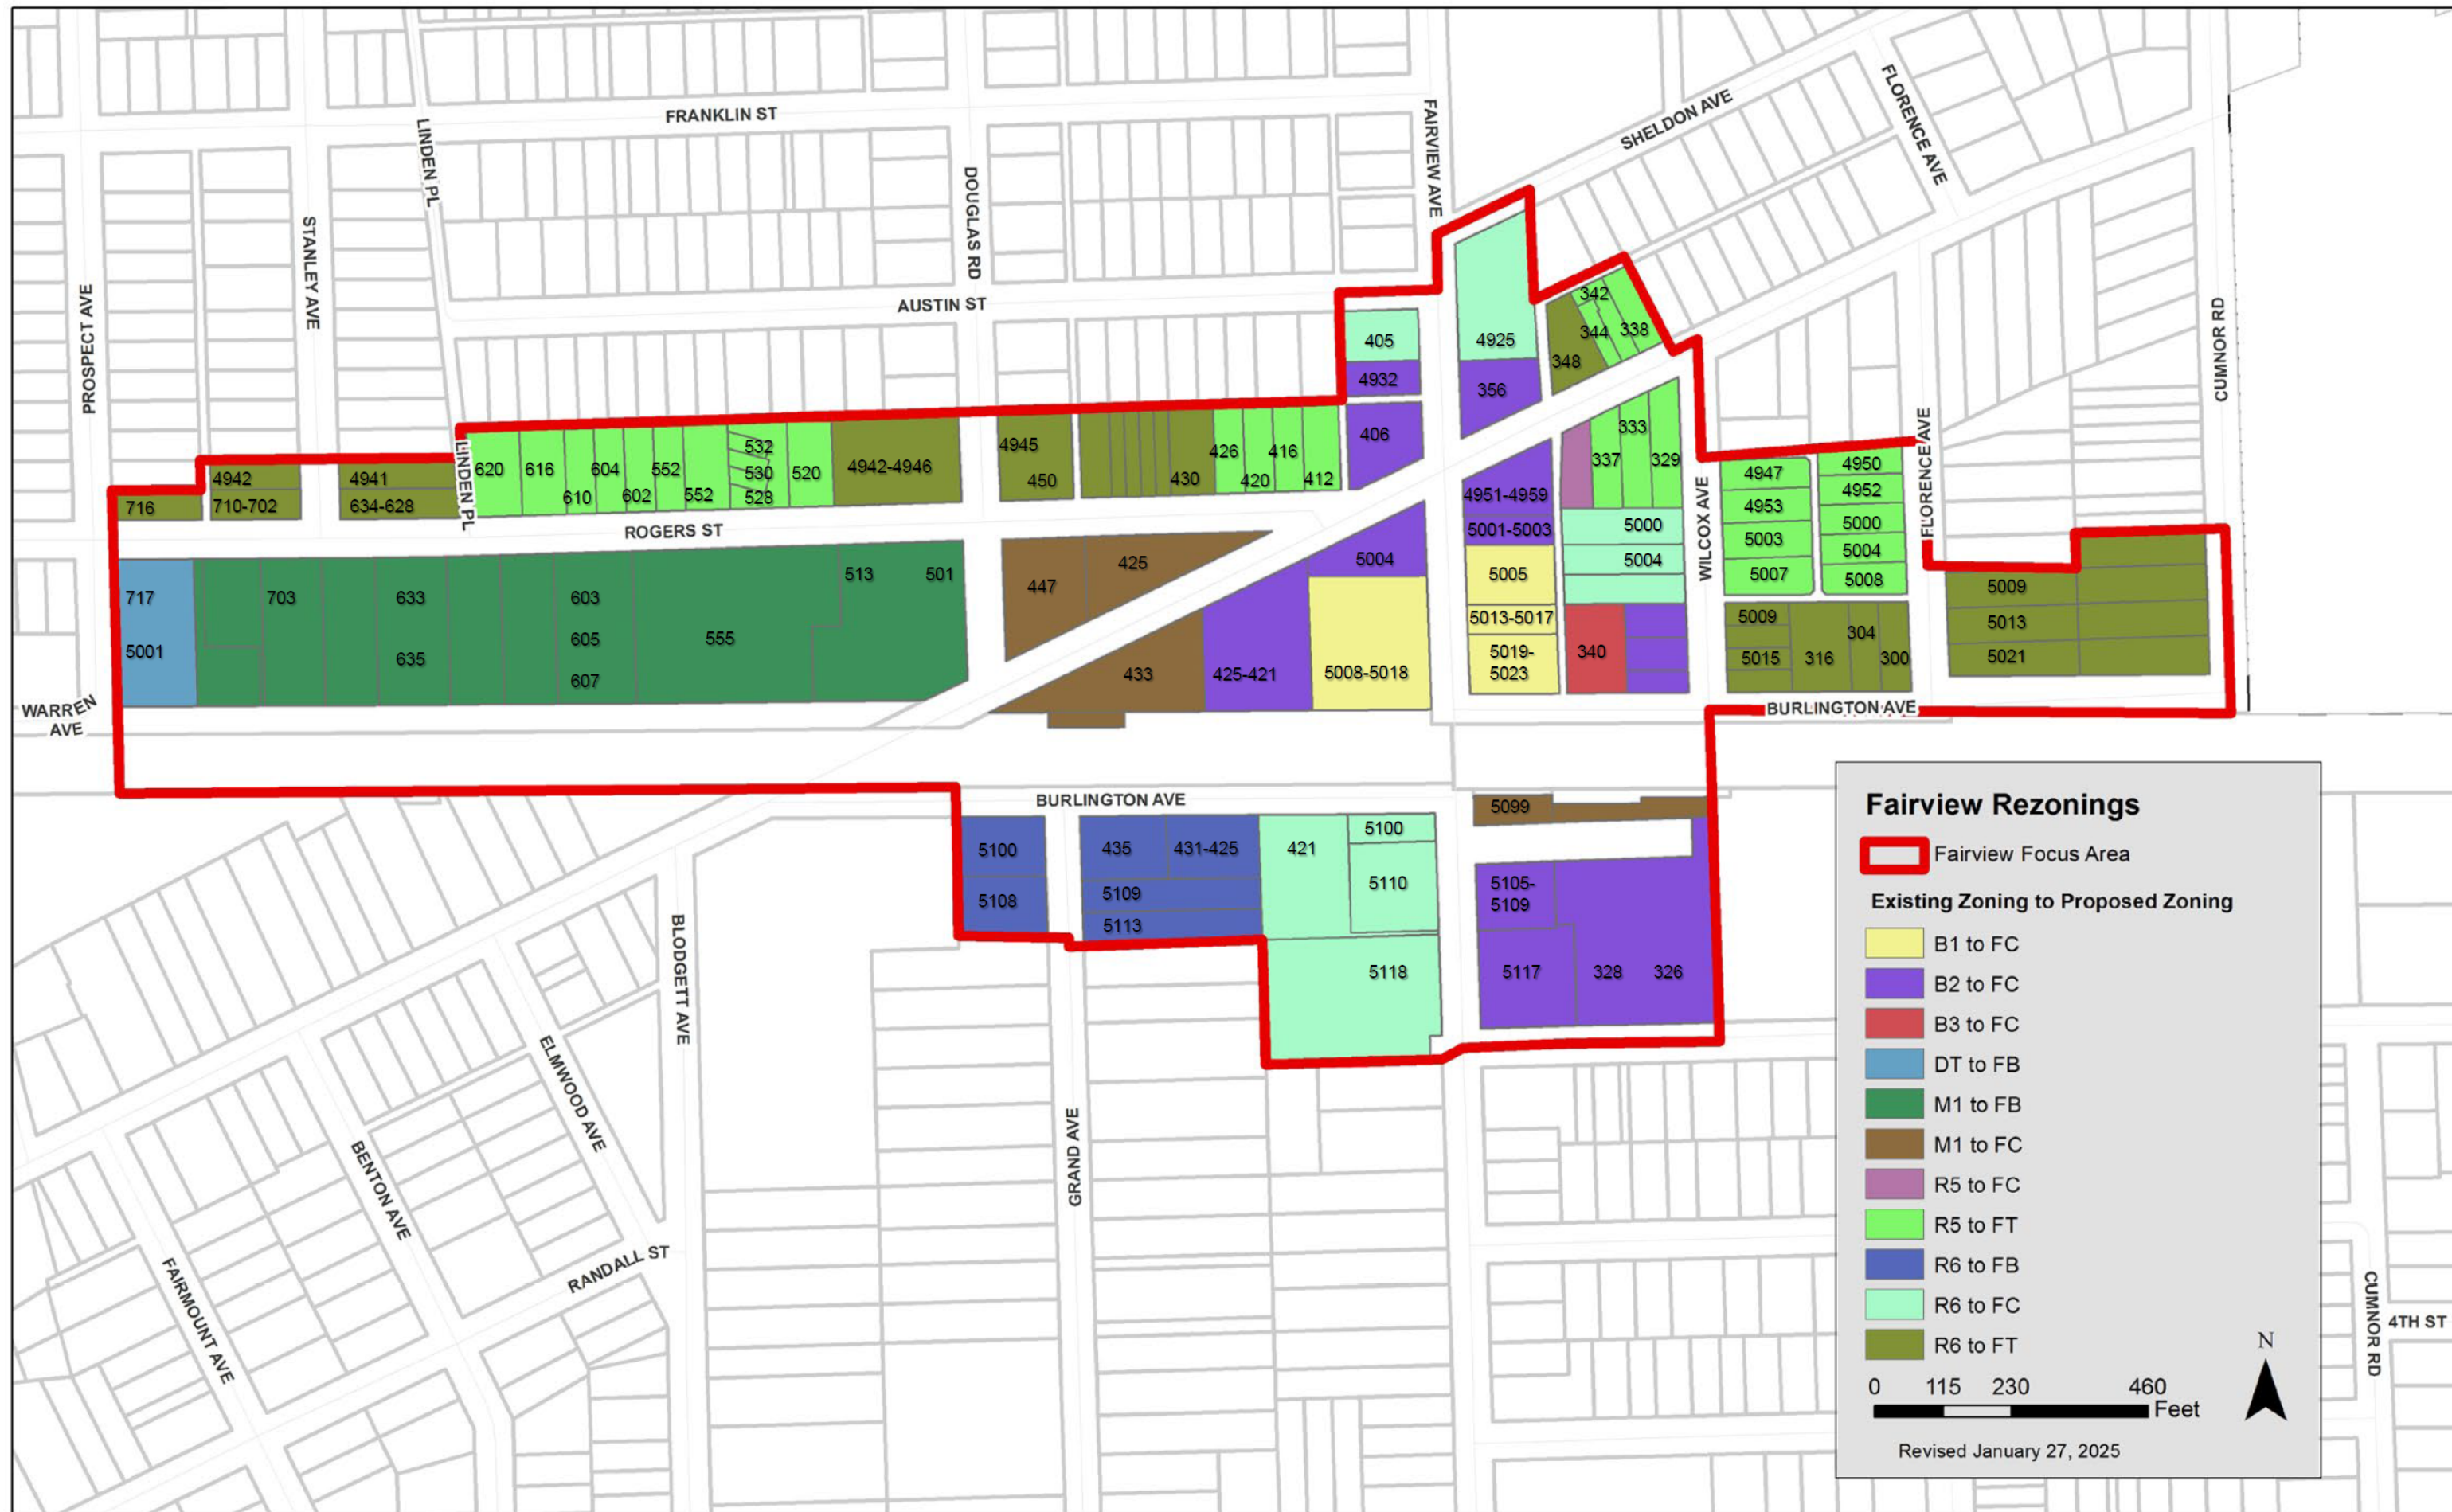 FRANKLIN ST
LINDEN PL
DOUGLAS RD
FAIRVIEW AVE
SHELDON AVE
FLORENCE AVE
STANLEY AVE
PROSPECT AVE
AUSTIN ST
CUMNOR RD
405
4932
406
4925
356
342
344
338
348
716
4942
710-702
4941
634-628
LINDEN PL
620
616
610
604
602
552
552
532
530
528
520
4942-4946
4945
450
430
426
420
416
412
333
337
329
4951-4959
5001-5003
5005
5013-5017
5019-
5023
5000
5004
340
WILCOX AVE
4947
4953
5003
5007
4950
4952
5000
5004
5008
FLORENCE AVE
5009
5015
316
304
300
5009
5013
5021
ROGERS ST
717
5001
703
633
635
603
605
607
555
513
501
447
425
433
5004
425-421
5008-5018
WARREN
AVE
BURLINGTON AVE
BURLINGTON AVE
5100
5108
435
431-425
5109
5113
421
5100
5110
5118
5099
5105-
5109
5117
328
326
BLODGETT AVE
ELMWOOD AVE
BENTON AVE
GRAND AVE
RANDALL ST
FAIRMOUNT AVE
CUMNOR RD
4TH ST
Fairview Rezonings
Fairview Focus Area
Existing Zoning to Proposed Zoning
B1 to FC
B2 to FC
B3 to FC
DT to FB
M1 to FB
M1 to FC
R5 to FC
R5 to FT
R6 to FB
R6 to FC
R6 to FT
N
0 115 230 460
Feet
Revised January 27, 2025